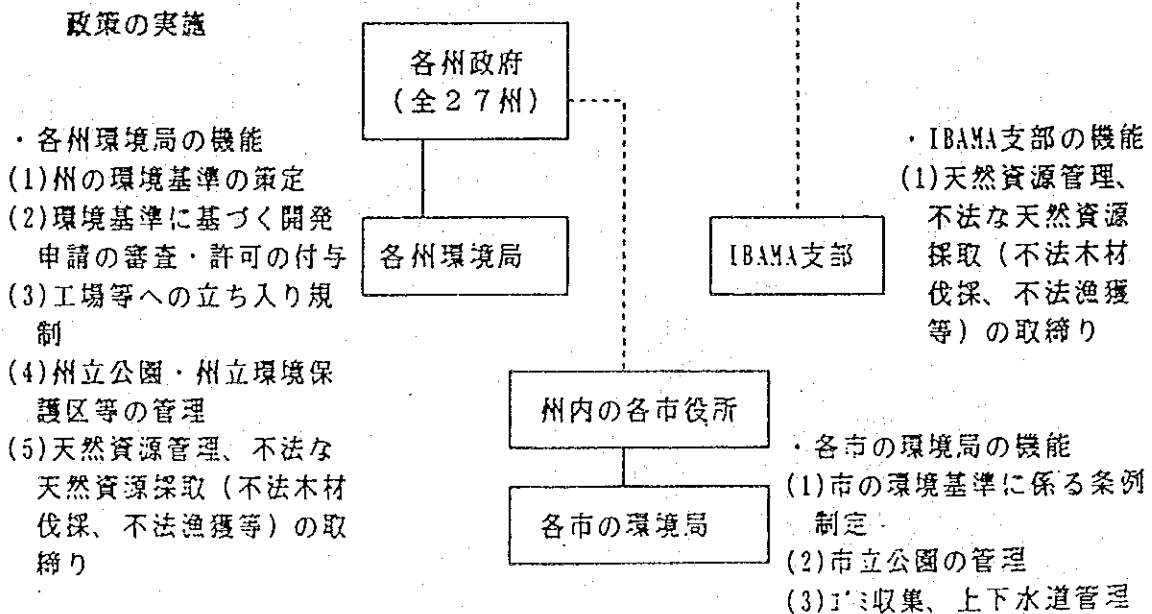 政策の実施
各州政府
(全27州)
・各州環境局の機能
(1)州の環境基準の策定
(2)環境基準に基づく開発
申請の審査・許可の付与
(3)工場等への立ち入り規
制
(4)州立公園・州立環境保
護区等の管理
(5)天然資源管理、不法な
天然資源採取（不法木材
伐採、不法漁獲等）の取
締り
各州環境局
IBAMA支部
・IBAMA支部の機能
(1)天然資源管理、
不法な天然資源
採取（不法木材
伐採、不法漁獲
等）の取締り
州内の各市役所
各市の環境局
・各市の環境局の機能
(1)市の環境基準に係る条例
制定
(2)市立公園の管理
(3)ｺﾞﾐ収集、上下水道管理